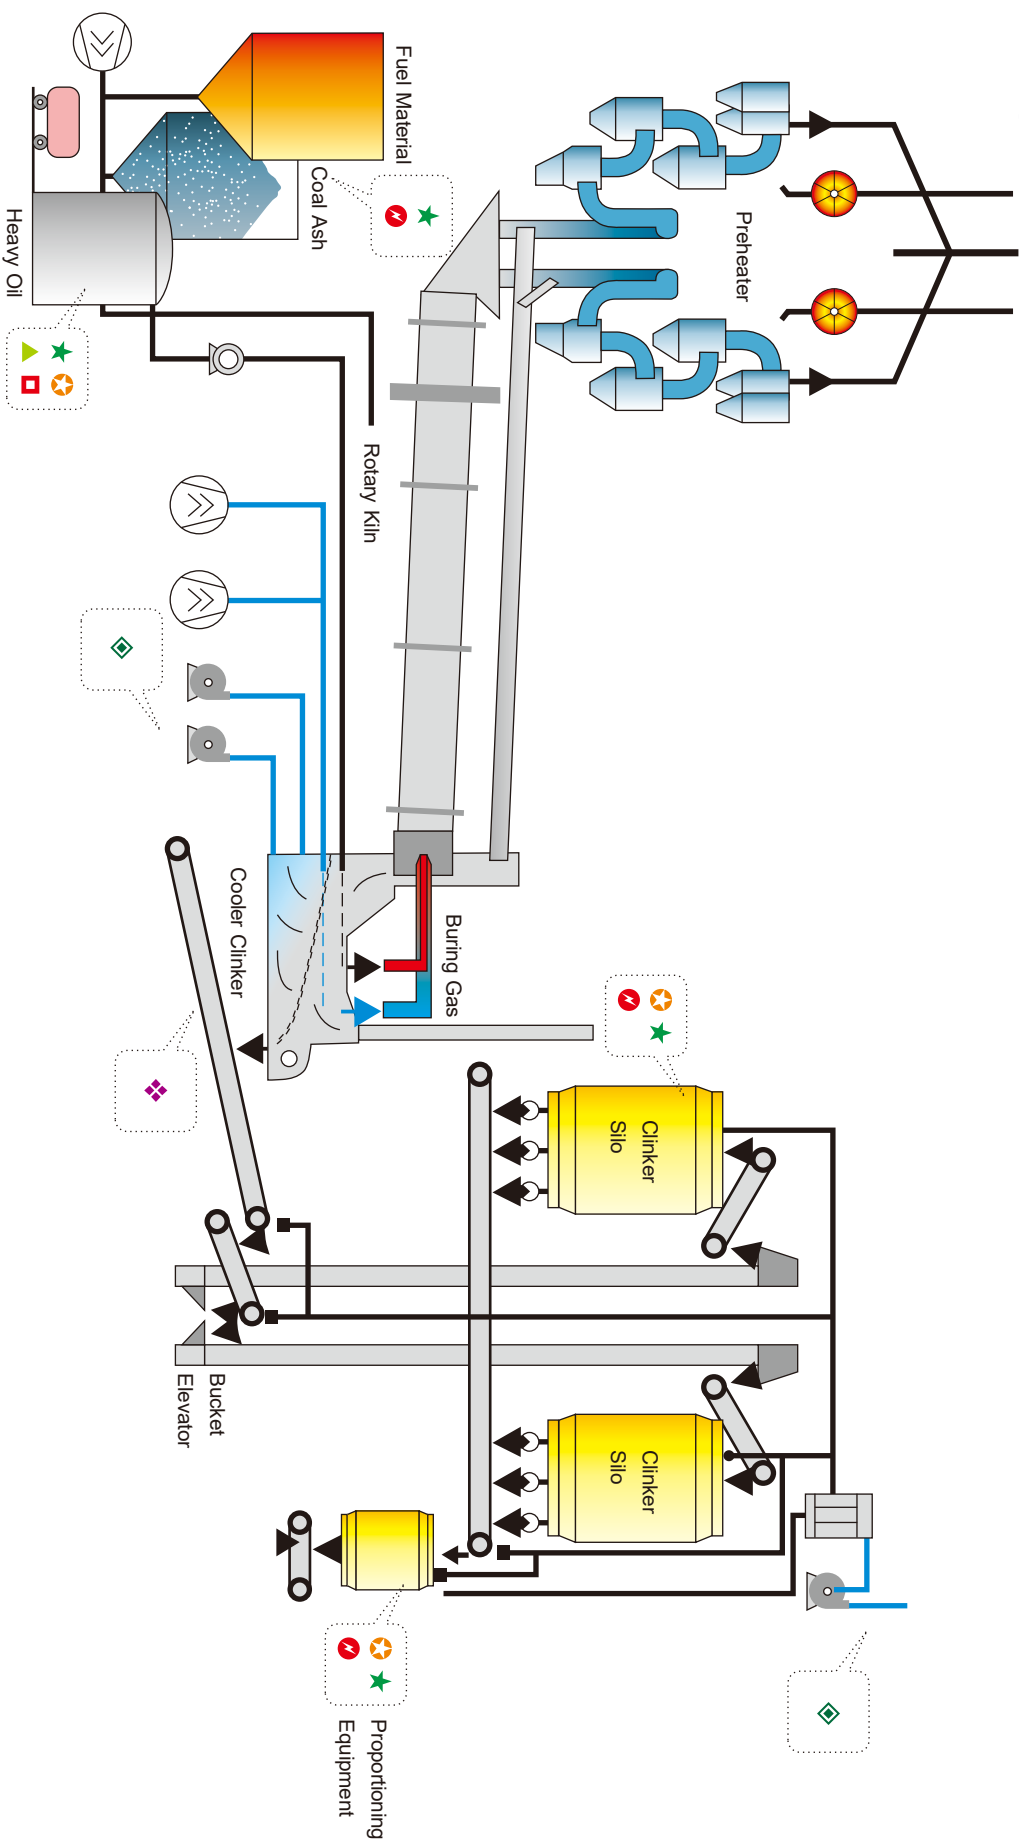 Fuel Material
Coal Ash
Heavy Oil
Preheater
Rotary Kiln
Cooler Clinker
Buring Gas
Clinker
Silo
Bucket
Elevator
Clinker
Silo
Proportioning
Equipment